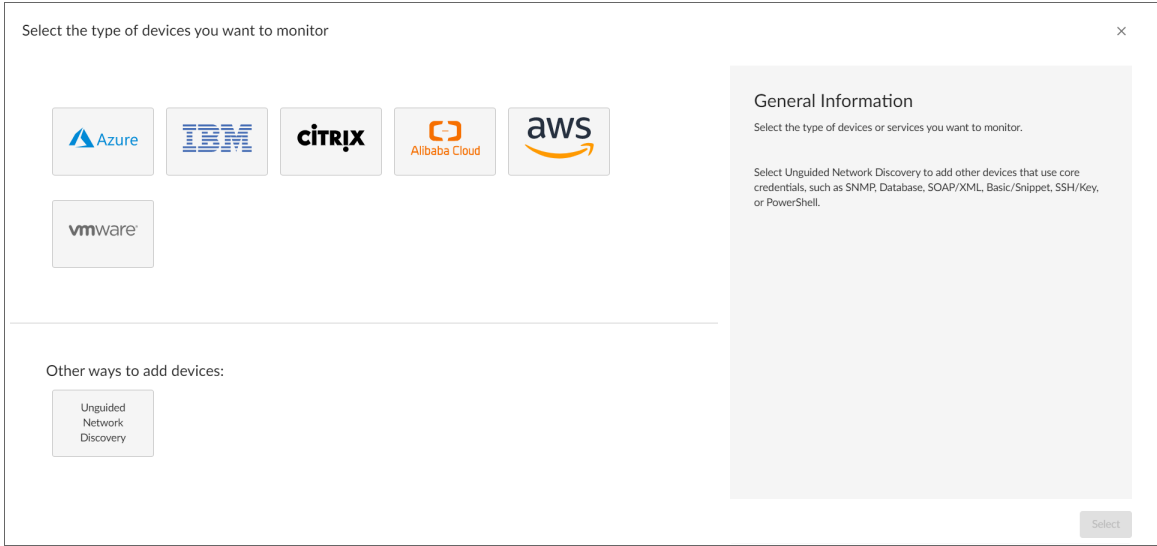 Select the type of devices you want to monitor
×
Azure
IBM
CİTRIX
Alibaba Cloud
aws
vmware®
General Information
Select the type of devices or services you want to monitor.
Select Unguided Network Discovery to add other devices that use core
credentials, such as SNMP, Database, SOAP/XML, Basic/Snippet, SSH/Key,
or PowerShell.
Other ways to add devices:
Unguided
Network
Discovery
Select